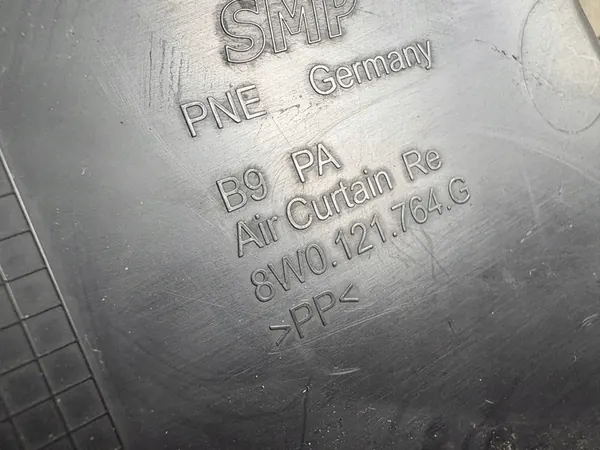 SMP
PNE Germany
B9 PA
Air Curtain Re
8W0.121.764.G
>PP<